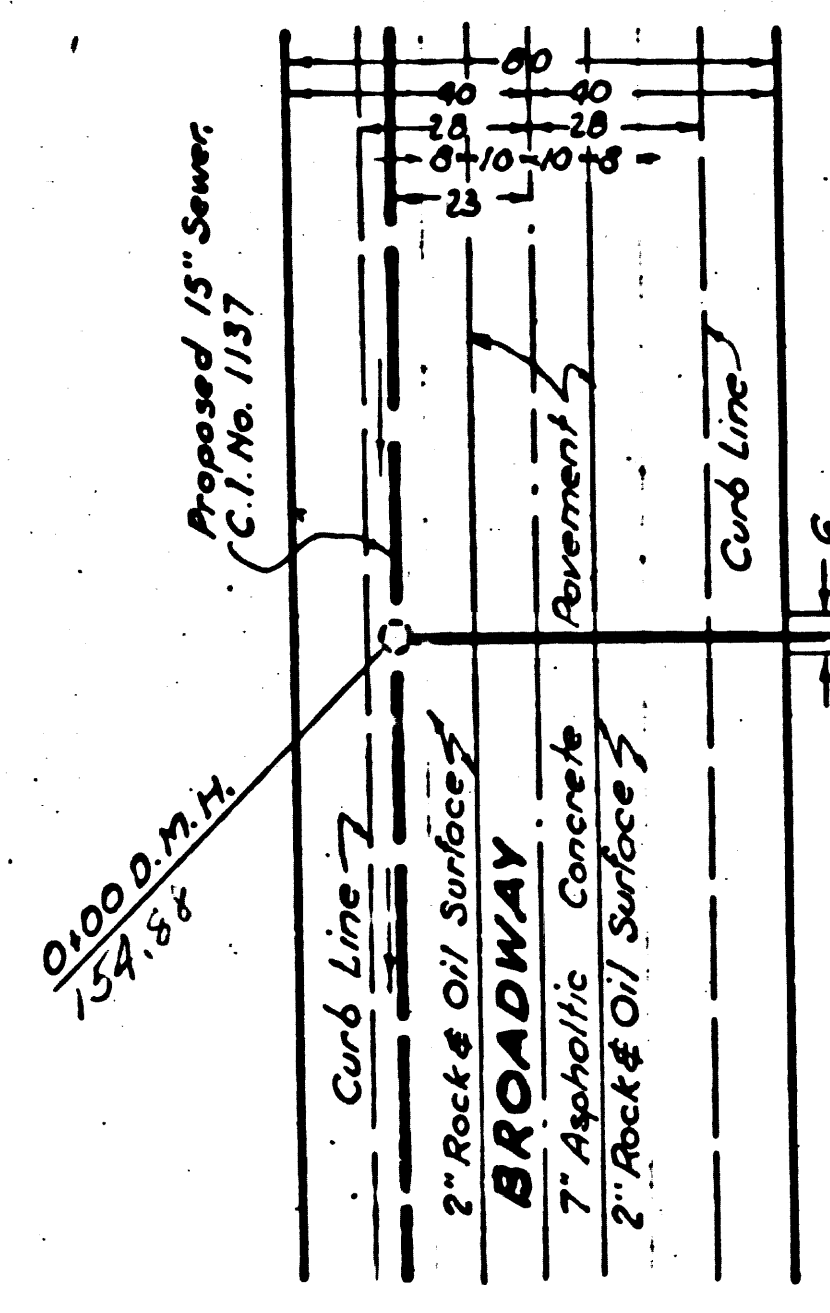 80
40 40
28 28
8 10 10 8
23
Proposed 15" Sewer,
C.I. No. 1137
0+00 D.M.H.
154.88
Curb Line
2" Rock & Oil Surface
BROADWAY
7" Asphaltic Concrete Pavement
2" Rock & Oil Surface
Curb Line